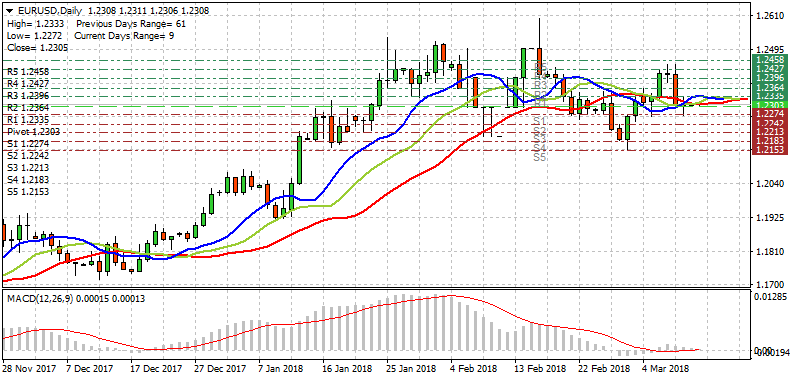 EURUSD,Daily 1.2308 1.2311 1.2306 1.2308
High= 1.2333 Previous Days Range= 61
Low= 1.2272 Current Days Range= 9
Close= 1.2305
R5 1.2458
R4 1.2427
R3 1.2396
R2 1.2364
R1 1.2335
Pivot 1.2303
S1 1.2274
S2 1.2242
S3 1.2213
S4 1.2183
S5 1.2153
S1
S5
1.2610
1.2495
1.2458
1.2427
1.2396
1.2364
1.2335
1.2303
1.2274
1.2242
1.2213
1.2183
1.2153
1.2040
1.1925
1.1810
1.1700
MACD(12,26,9) 0.00015 0.00013
0.01285
0.00
-0.00194
28 Nov 2017 7 Dec 2017 17 Dec 2017 27 Dec 2017 7 Jan 2018 16 Jan 2018 25 Jan 2018 4 Feb 2018 13 Feb 2018 22 Feb 2018 4 Mar 2018